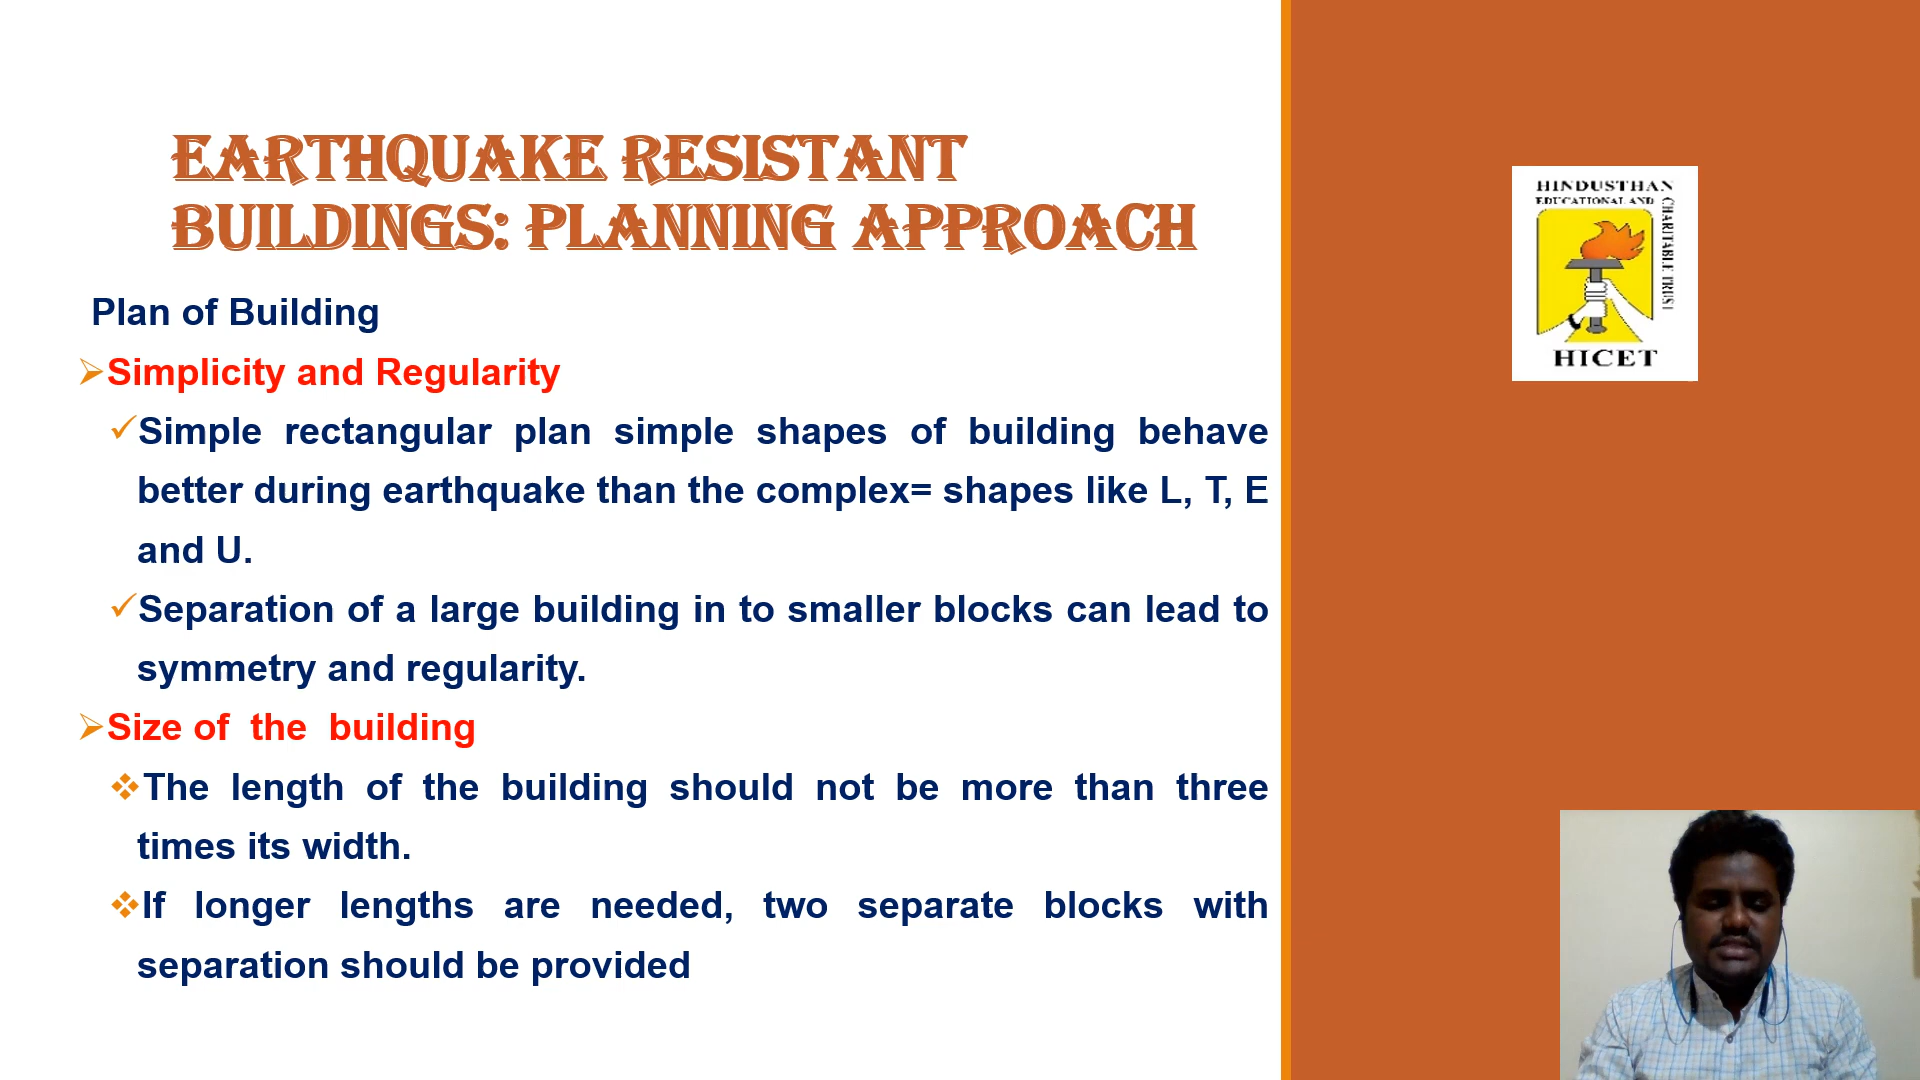 EARTHQUAKE RESISTANT
BUILDINGS: PLANNING APPROACH
Plan of Building
Simplicity and Regularity
Simple rectangular plan simple shapes of building behave
better during earthquake than the complex= shapes like L, T, E
and U.
Separation of a large building in to smaller blocks can lead to
symmetry and regularity.
Size of the building
The length of the building should not be more than three
times its width.
If longer lengths are needed, two separate blocks with
separation should be provided
HINDUSTHAN
EDUCATIONAL AND
CHARITABLE TRUST
HICET